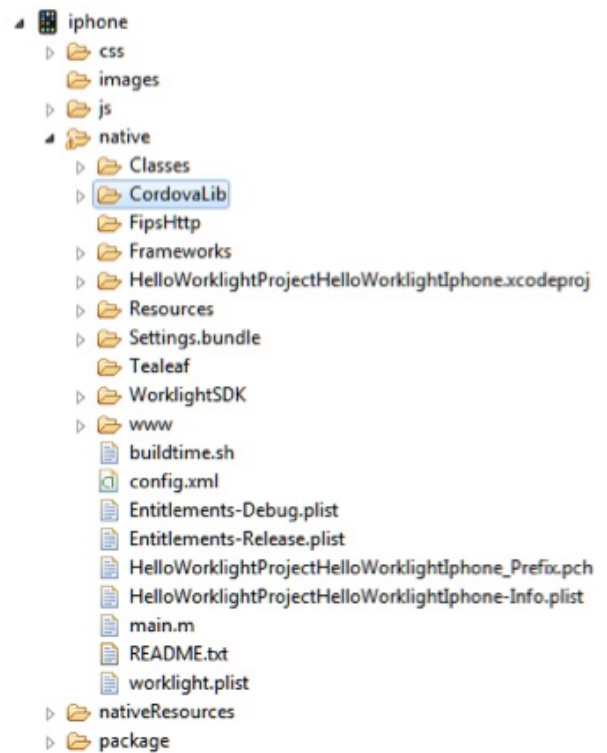 iphone
css
images
js
native
Classes
CordovaLib
FipsHttp
Frameworks
HelloWorklightProjectHelloWorklightIphone.xcodeproj
Resources
Settings.bundle
Tealeaf
WorklightSDK
www
buildtime.sh
config.xml
Entitlements-Debug.plist
Entitlements-Release.plist
HelloWorklightProjectHelloWorklightIphone_Prefix.pch
HelloWorklightProjectHelloWorklightIphone-Info.plist
main.m
README.txt
worklight.plist
nativeResources
package